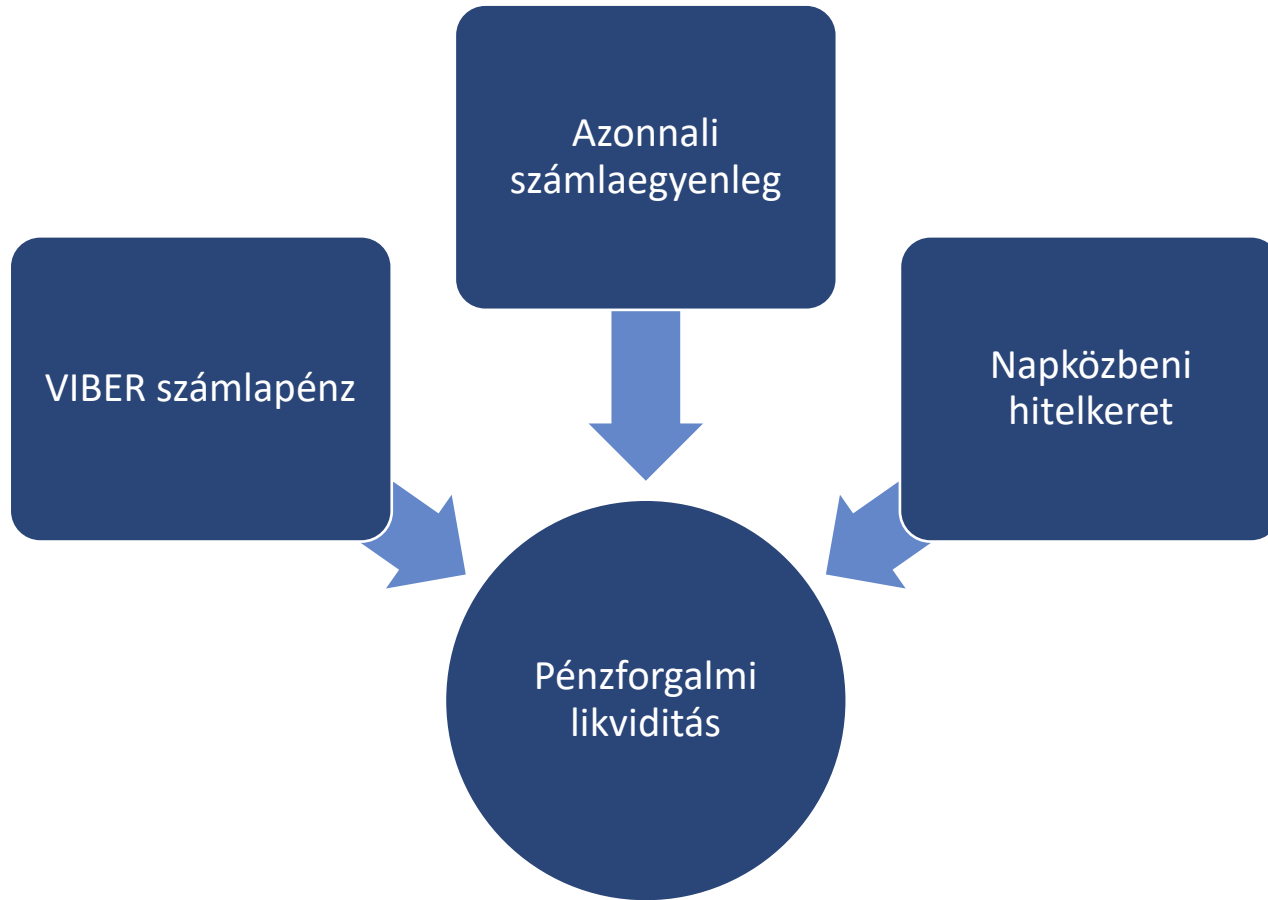 Azonnali
számlaegyenleg
VIBER számlapénz
Napközbeni
hitelkeret
Pénzforgalmi
likviditás